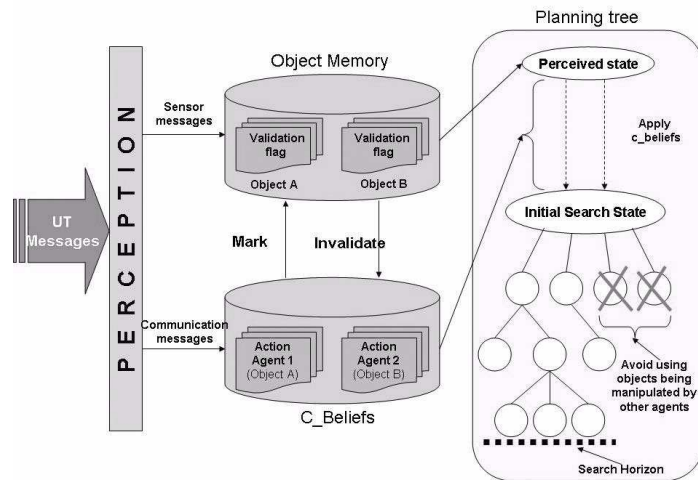 Planning tree
Object Memory
Perceived state
Sensor
messages
PERCEPTION
Validation
flag
Validation
flag
Object A
Object B
Apply
c_beliefs
UT
Messages
Initial Search State
Mark
Invalidate
Communication
messages
Action
Agent 1
(Object A)
Action
Agent 2
(Object B)
C_Beliefs
Avoid using
objects being
manipulated by
other agents
Search Horizon